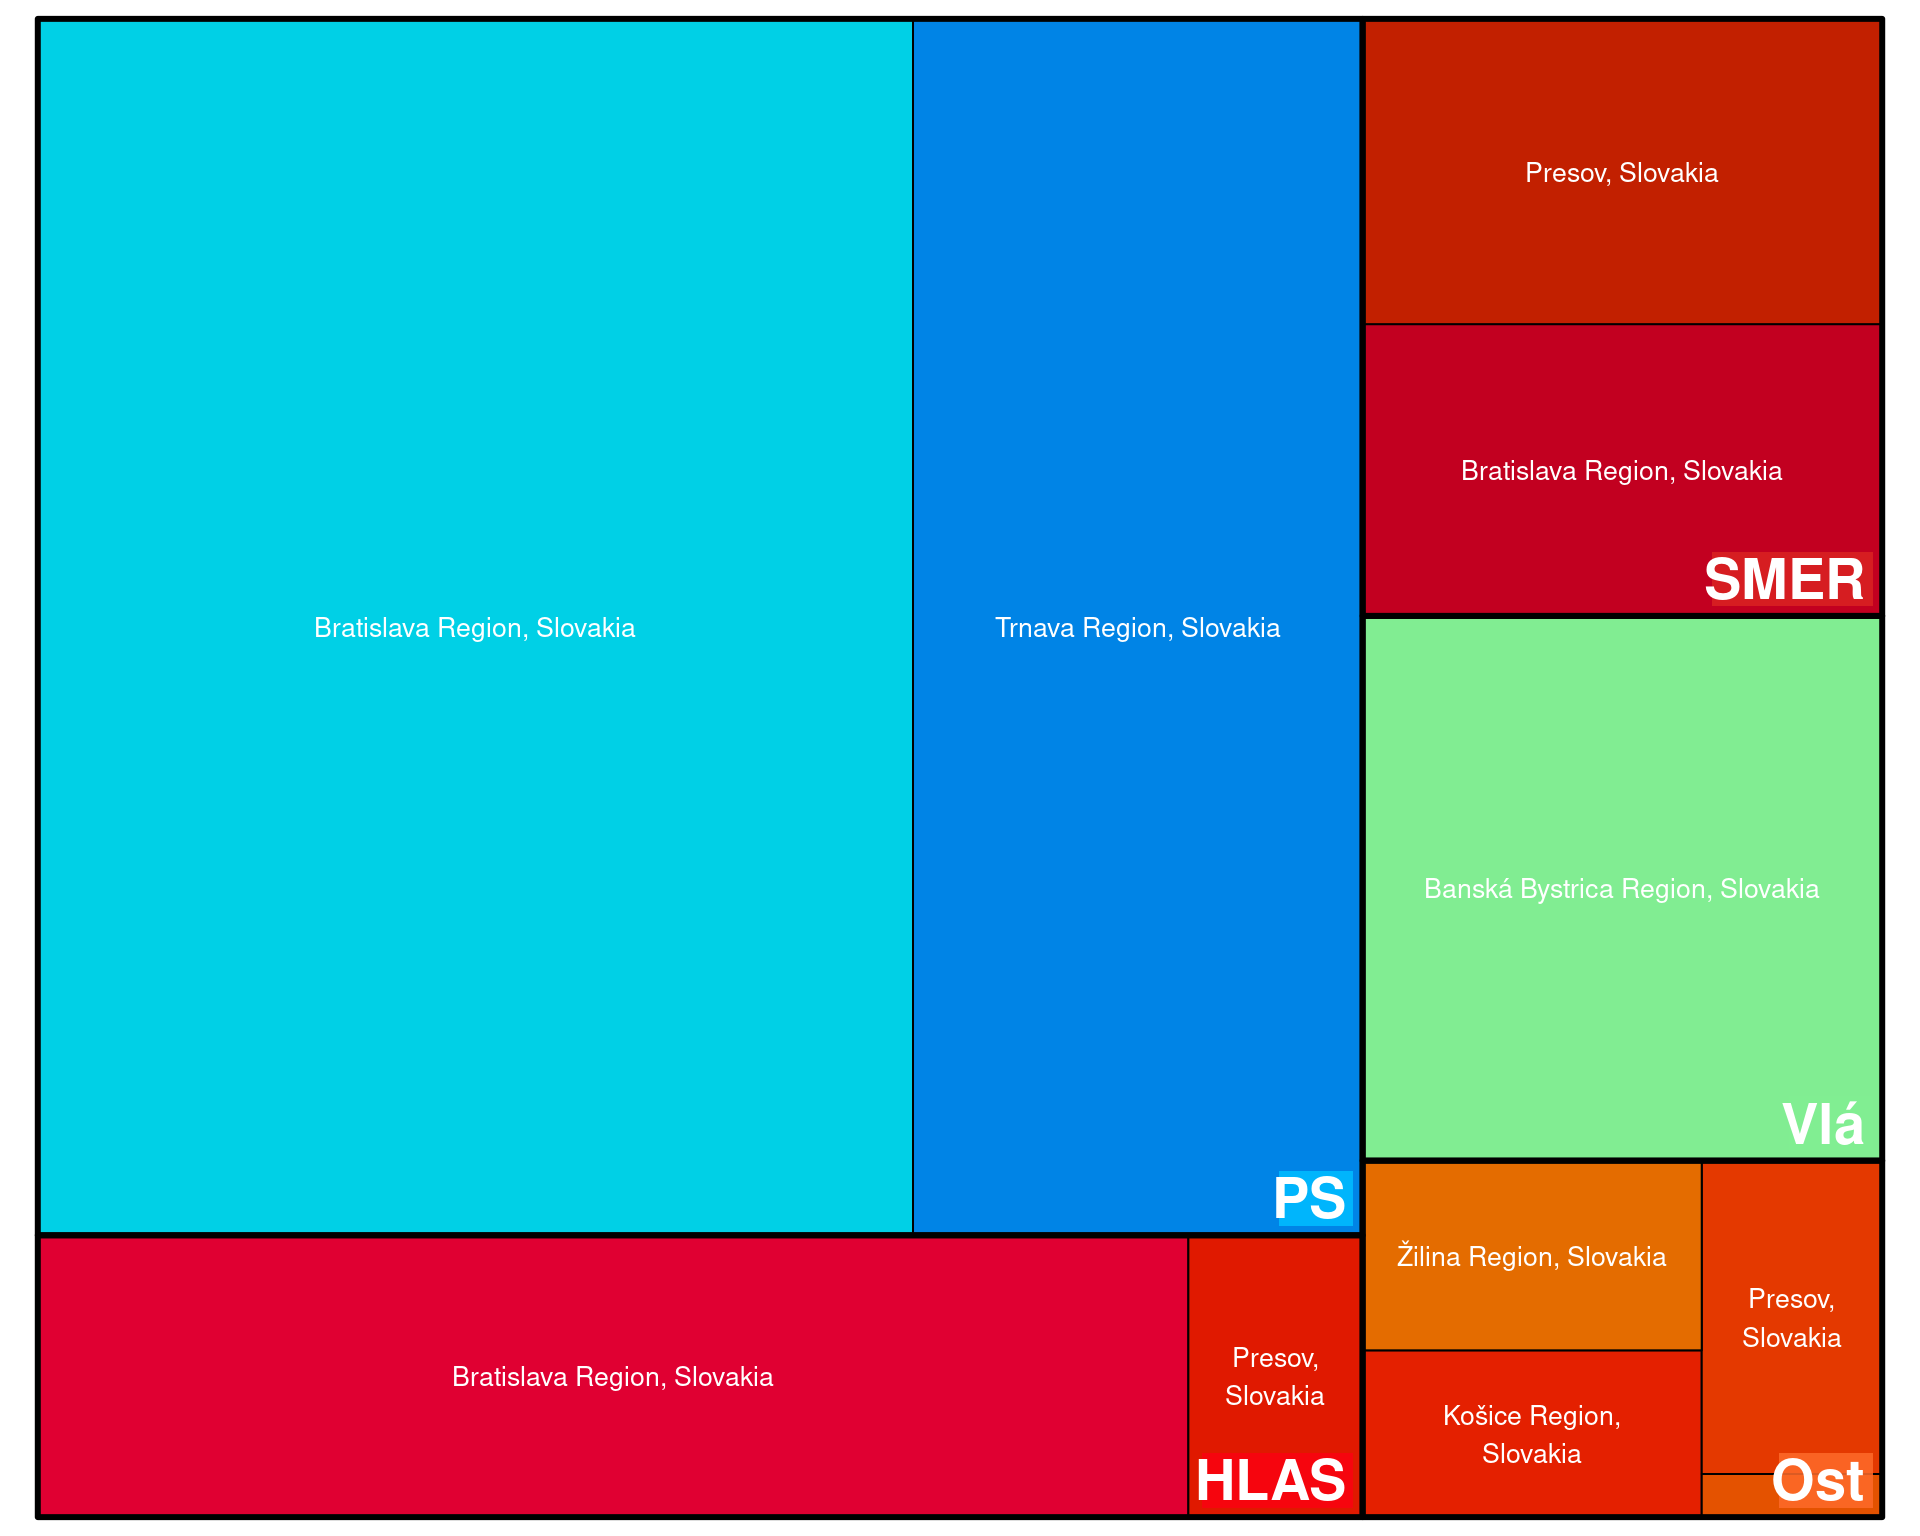 Bratislava Region, Slovakia
Trnava Region, Slovakia
PS
Bratislava Region, Slovakia
Presov,
Slovakia
HLAS
Presov, Slovakia
Bratislava Region, Slovakia
SMER
Banská Bystrica Region, Slovakia
Vlá
Žilina Region, Slovakia
Košice Region,
Slovakia
Presov,
Slovakia
Ost